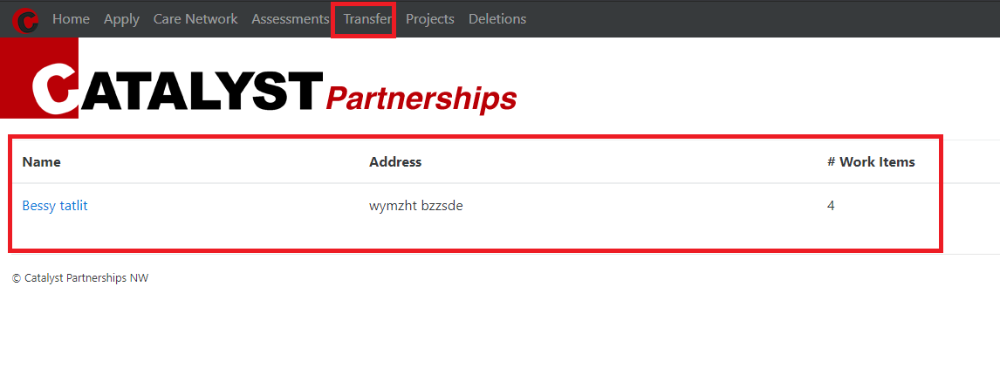 C Home Apply Care Network Assessments Transfer Projects Deletions
CATALYST Partnerships
Name Address # Work Items
Bessy tatlit wymzht bzzsde 4
© Catalyst Partnerships NW